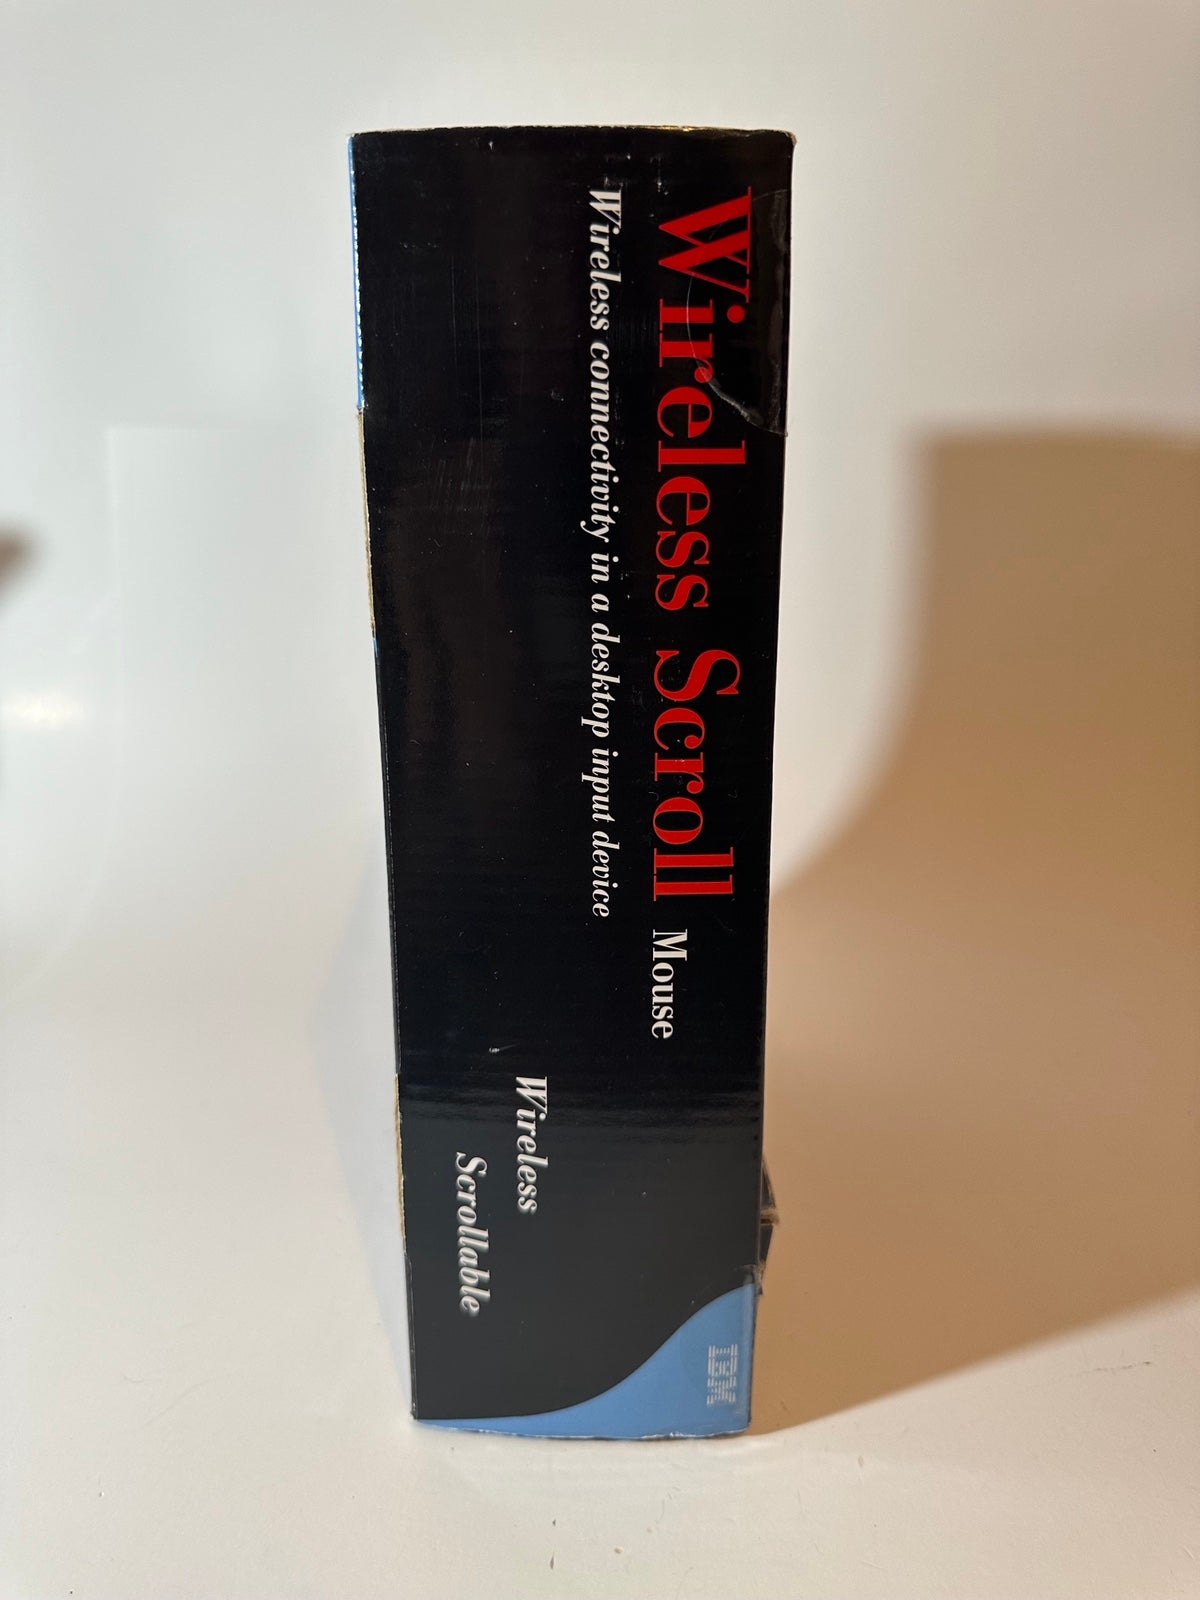 Wireless Scroll Mouse
Wireless connectivity in a desktop input device
Wireless
Scrollable
IBM